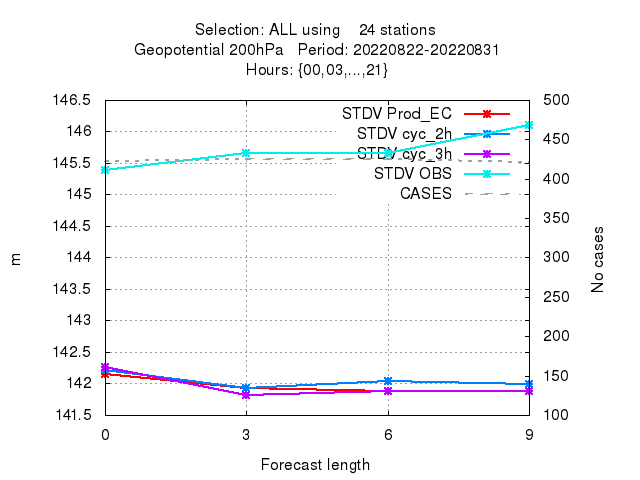 Selection: ALL using 24 stations
Geopotential 200hPa Period: 20220822-20220831
Hours: {00,03,...,21}
146.5
146
145.5
145
144.5
144
143.5
143
142.5
142
141.5
500
450
400
350
300
250
200
150
100
STDV Prod_EC
STDV cyc_2h
STDV cyc_3h
STDV OBS
CASES
m
No cases
0 3 6 9
Forecast length